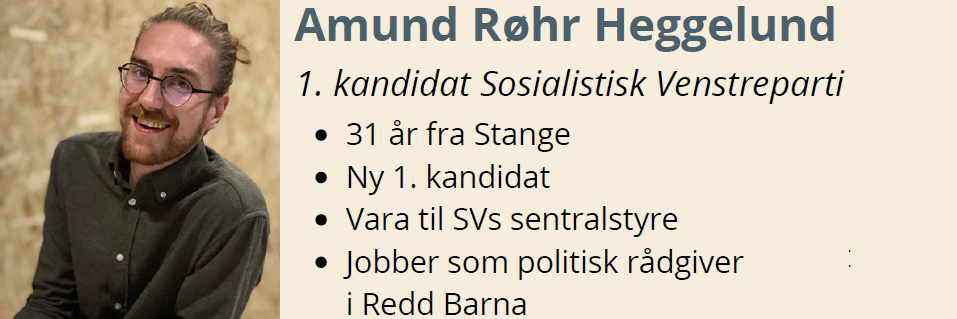 Amund Røhr Heggelund
1. kandidat Sosialistisk Venstreparti
• 31 år fra Stange
• Ny 1. kandidat
• Vara til SVs sentralstyre
• Jobber som politisk rådgiver
i Redd Barna